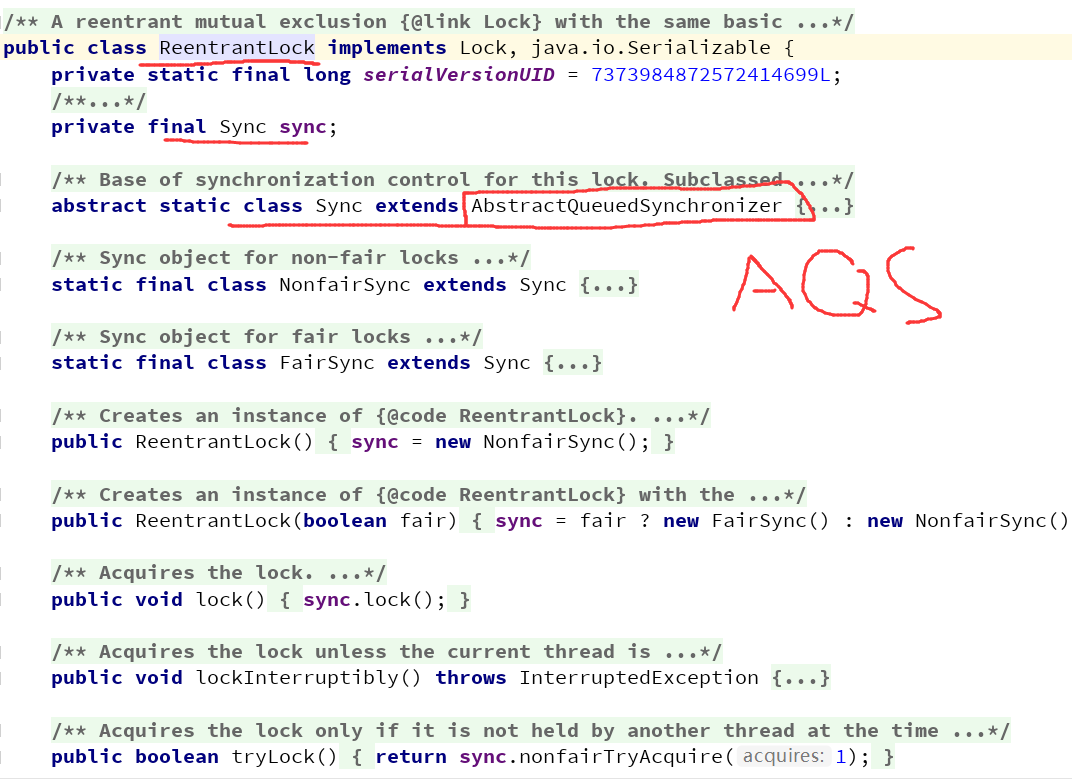 /** A reentrant mutual exclusion {@link Lock} with the same basic ...*/
public class ReentrantLock implements Lock, java.io.Serializable {
private static final long serialVersionUID = 7373984872572414699L;
/**...*/
private final Sync sync;
/** Base of synchronization control for this lock. Subclassed ...*/
abstract static class Sync extends AbstractQueuedSynchronizer {...}
AQS
/** Sync object for non-fair locks ...*/
static final class NonfairSync extends Sync {...}
/** Sync object for fair locks ...*/
static final class FairSync extends Sync {...}
/** Creates an instance of {@code ReentrantLock}. ...*/
public ReentrantLock() { sync = new NonfairSync(); }
/** Creates an instance of {@code ReentrantLock} with the ...*/
public ReentrantLock(boolean fair) { sync = fair ? new FairSync() : new NonfairSync()
/** Acquires the lock. ...*/
public void lock() { sync.lock(); }
/** Acquires the lock unless the current thread is ...*/
public void lockInterruptibly() throws InterruptedException {...}
/** Acquires the lock only if it is not held by another thread at the time ...*/
public boolean tryLock() { return sync.nonfairTryAcquire( acquires: 1); }